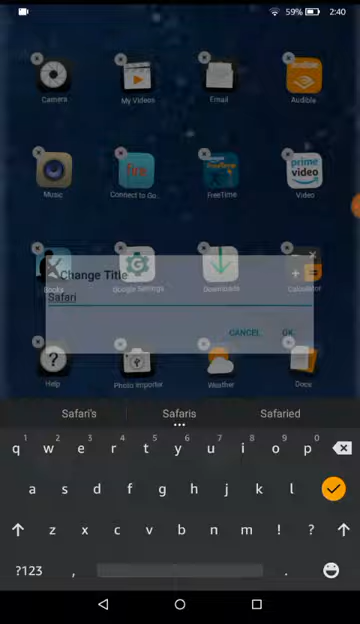 59% 2:40
Camera My Videos Email Audible
fire FreeTime prime video
Music Connect to Go.. FreeTime Video
Books Google Settings Downloads Calculator
Change Title
Safari
CANCEL OK
Help Photo Importer Weather Docs
Safari's Safaris Safaried
1 2 3 4 5 6 7 8 9 0
q w e r t y u i o p
a s d f g h j k l
z x c v b n m ! ?
?123 , .